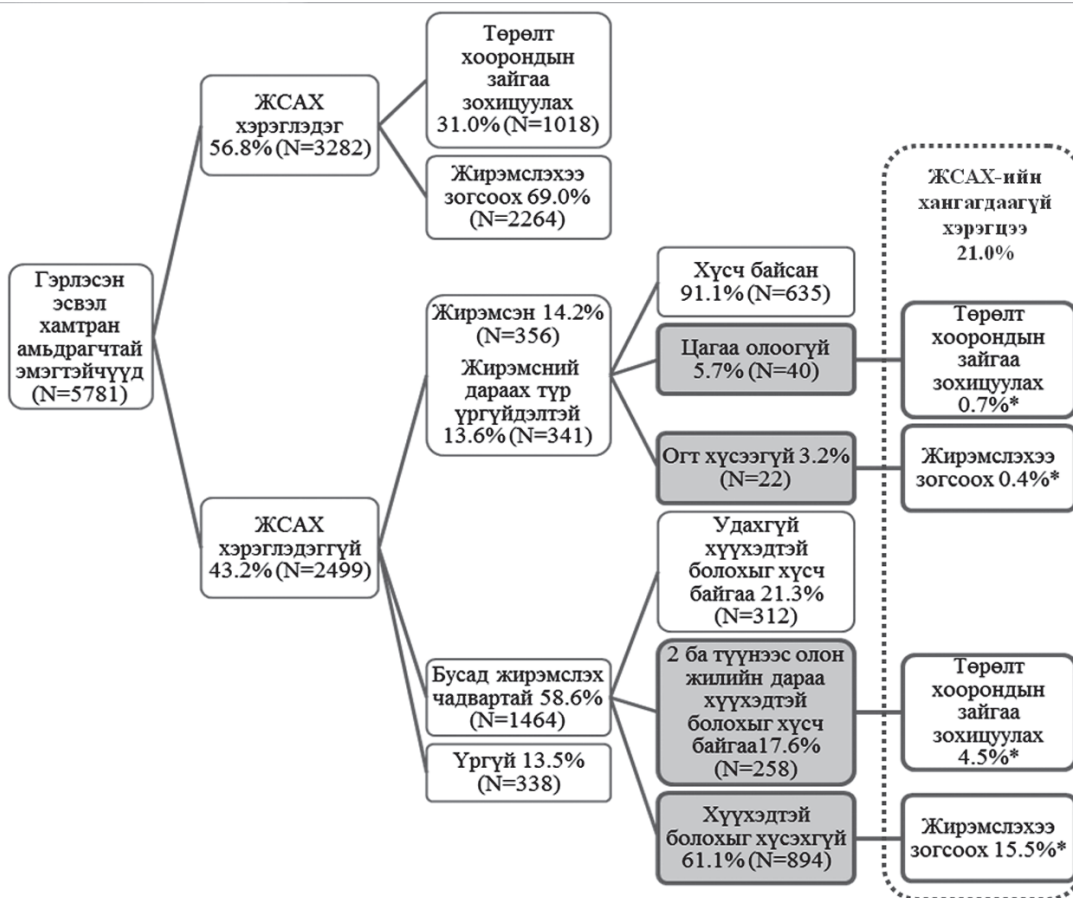 Гэрлэсэн
эсвэл
хамтран
амьдрагчтай
эмэгтэйчүүд
(N=5781)
ЖСАХ
хэрэглэдэг
56.8% (N=3282)
Төрөлт
хоорондын
зайгаа
зохицуулах
31.0% (N=1018)
Жирэмслэхээ
зогсоох 69.0%
(N=2264)
ЖСАХ
хэрэглэдэггүй
43.2% (N=2499)
Жирэмсэн 14.2%
(N=356)
Жирэмсний
дараах түр
үргүйдэлтэй
13.6% (N=341)
Хүсч байсан
91.1% (N=635)
Цагаа олоогүй
5.7% (N=40)
Огт хүсээгүй 3.2%
(N=22)
Бусад жирэмслэх
чадвартай 58.6%
(N=1464)
Үргүй 13.5%
(N=338)
Удахгүй
хүүхэдтэй
болохыг хүсч
байгаа 21.3%
(N=312)
2 ба түүнээс олон
жилийн дараа
хүүхэдтэй
болохыг хүсч
байгаа17.6%
(N=258)
Хүүхэдтэй
болохыг хүсэхгүй
61.1% (N=894)
ЖСАХ-ийн
хангагдаагүй
хэрэгцээ
21.0%
Төрөлт
хоорондын
зайгаа
зохицуулах
0.7%*
Жирэмслэхээ
зогсоох 0.4%*
Төрөлт
хоорондын
зайгаа
зохицуулах
4.5%*
Жирэмслэхээ
зогсоох 15.5%*